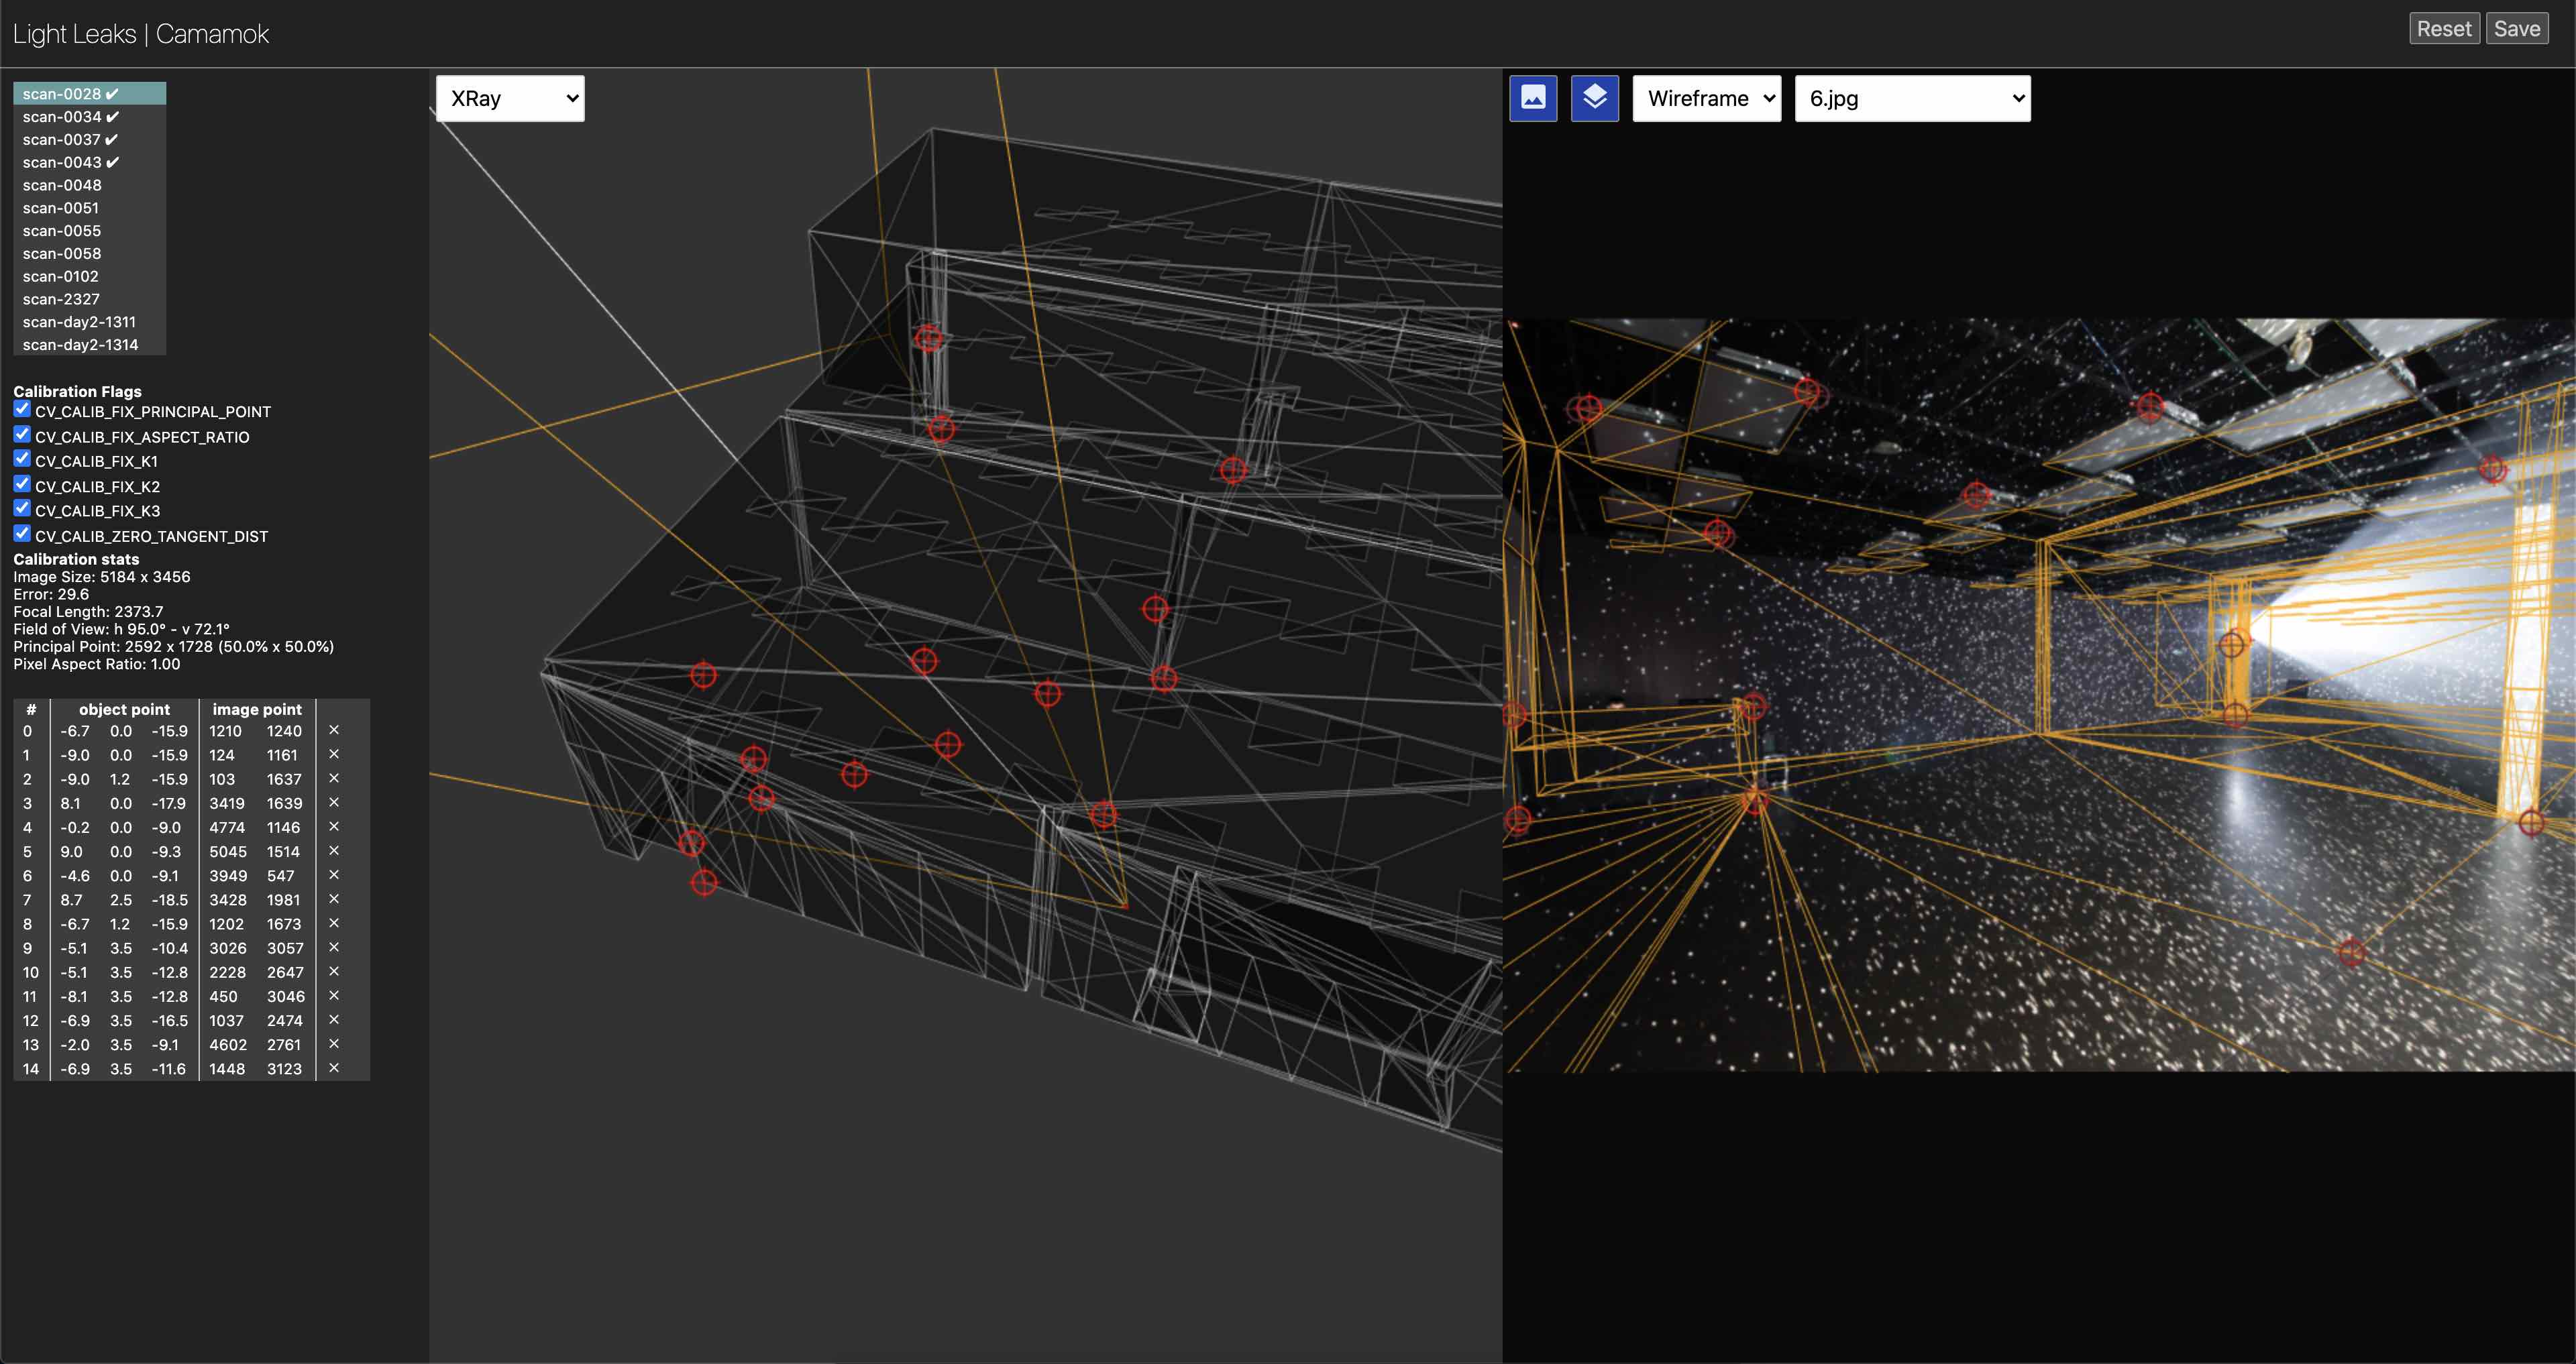 Light Leaks | Camamok
Reset Save
scan-0028 ✔
scan-0034 ✔
scan-0037 ✔
scan-0043 ✔
scan-0048
scan-0051
scan-0055
scan-0058
scan-0102
scan-2327
scan-day2-1311
scan-day2-1314
Calibration Flags
CV_CALIB_FIX_PRINCIPAL_POINT
CV_CALIB_FIX_ASPECT_RATIO
CV_CALIB_FIX_K1
CV_CALIB_FIX_K2
CV_CALIB_FIX_K3
CV_CALIB_ZERO_TANGENT_DIST
Calibration stats
Image Size: 5184 x 3456
Error: 29.6
Focal Length: 2373.7
Field of View: h 95.0° - v 72.1°
Principal Point: 2592 x 1728 (50.0% x 50.0%)
Pixel Aspect Ratio: 1.00
# object point image point
0 -6.7 0.0 -15.9 1210 1240 ×
1 -9.0 0.0 -15.9 124 1161 ×
2 -9.0 1.2 -15.9 103 1637 ×
3 8.1 0.0 -17.9 3419 1639 ×
4 -0.2 0.0 -9.0 4774 1146 ×
5 9.0 0.0 -9.3 5045 1514 ×
6 -4.6 0.0 -9.1 3949 547 ×
7 8.7 2.5 -18.5 3428 1981 ×
8 -6.7 1.2 -15.9 1202 1673 ×
9 -5.1 3.5 -10.4 3026 3057 ×
10 -5.1 3.5 -12.8 2228 2647 ×
11 -8.1 3.5 -12.8 450 3046 ×
12 -6.9 3.5 -16.5 1037 2474 ×
13 -2.0 3.5 -9.1 4602 2761 ×
14 -6.9 3.5 -11.6 1448 3123 ×
XRay
Wireframe
6.jpg